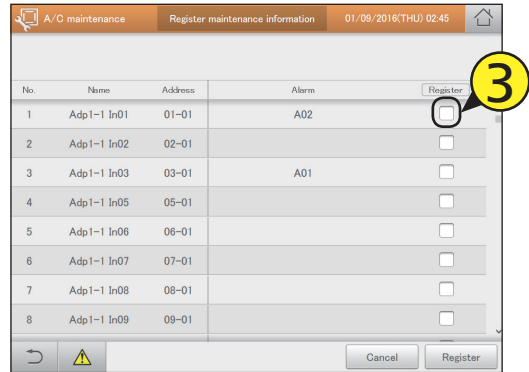 A/C maintenance Register maintenance information 01/09/2016(THU) 02:45
3
No. Name Address Alarm Register
1 Adp1-1 In01 01-01 A02
2 Adp1-1 In02 02-01
3 Adp1-1 In03 03-01 A01
4 Adp1-1 In05 05-01
5 Adp1-1 In06 06-01
6 Adp1-1 In07 07-01
7 Adp1-1 In08 08-01
8 Adp1-1 In09 09-01
Cancel Register